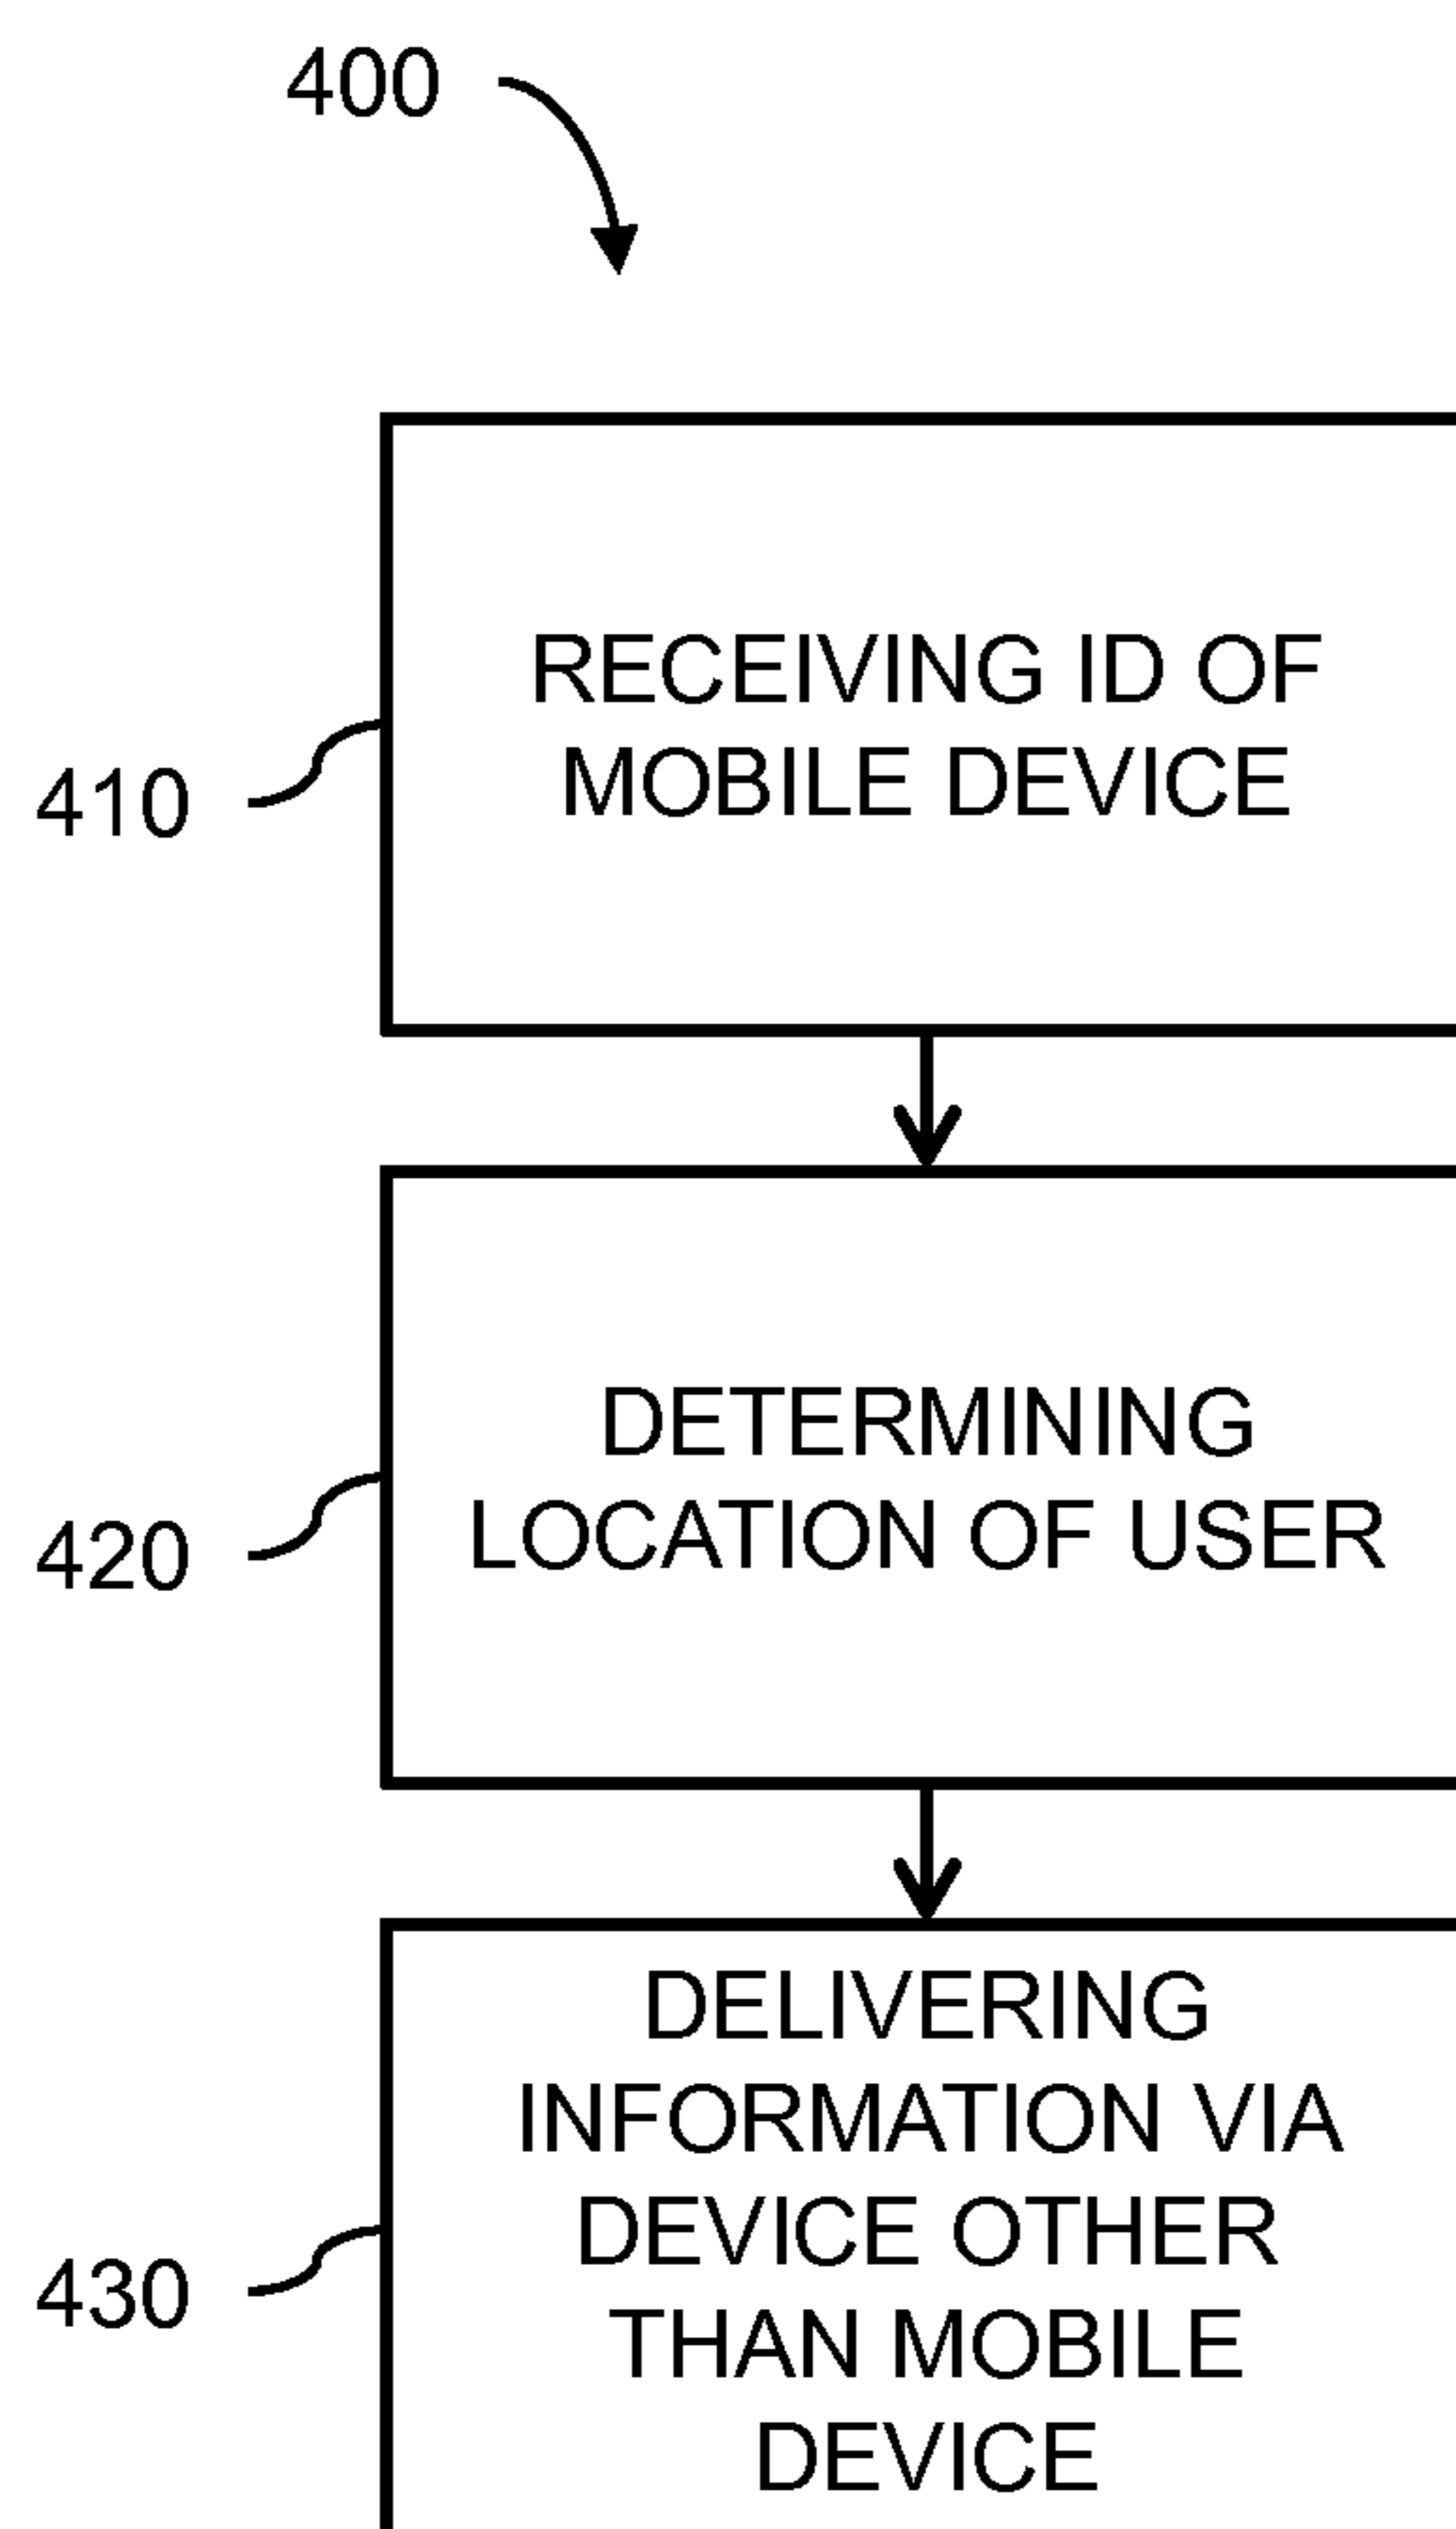 400
RECEIVING ID OF
MOBILE DEVICE
410
DETERMINING
LOCATION OF USER
420
DELIVERING
INFORMATION VIA
DEVICE OTHER
THAN MOBILE
DEVICE
430